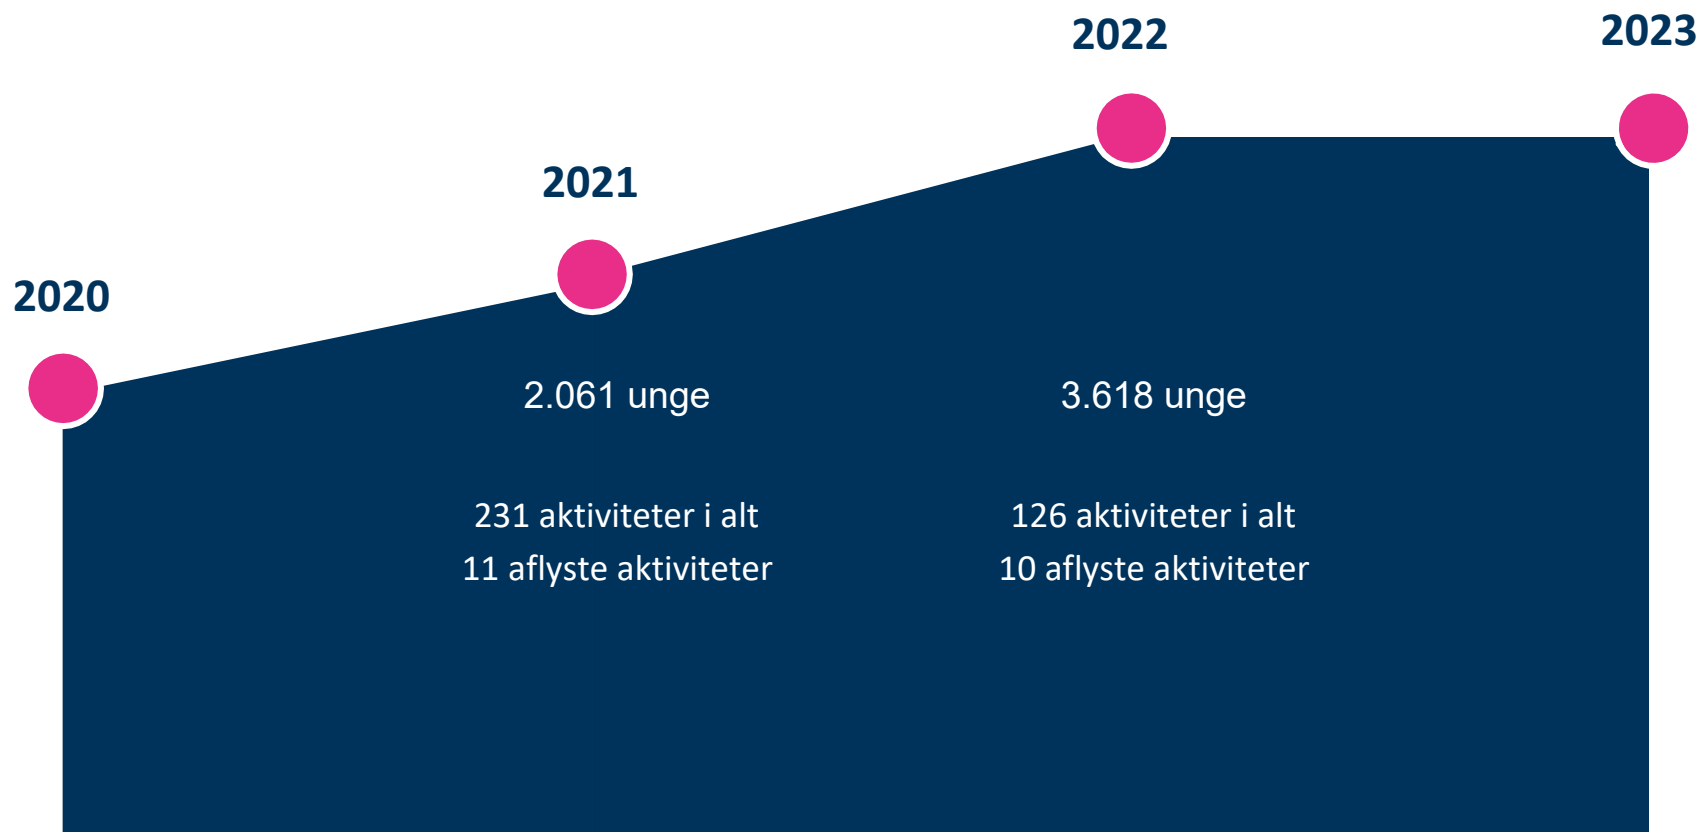 2020
2021
2022
2023
2.061 unge
231 aktiviteter i alt
11 aflyste aktiviteter
3.618 unge
126 aktiviteter i alt
10 aflyste aktiviteter